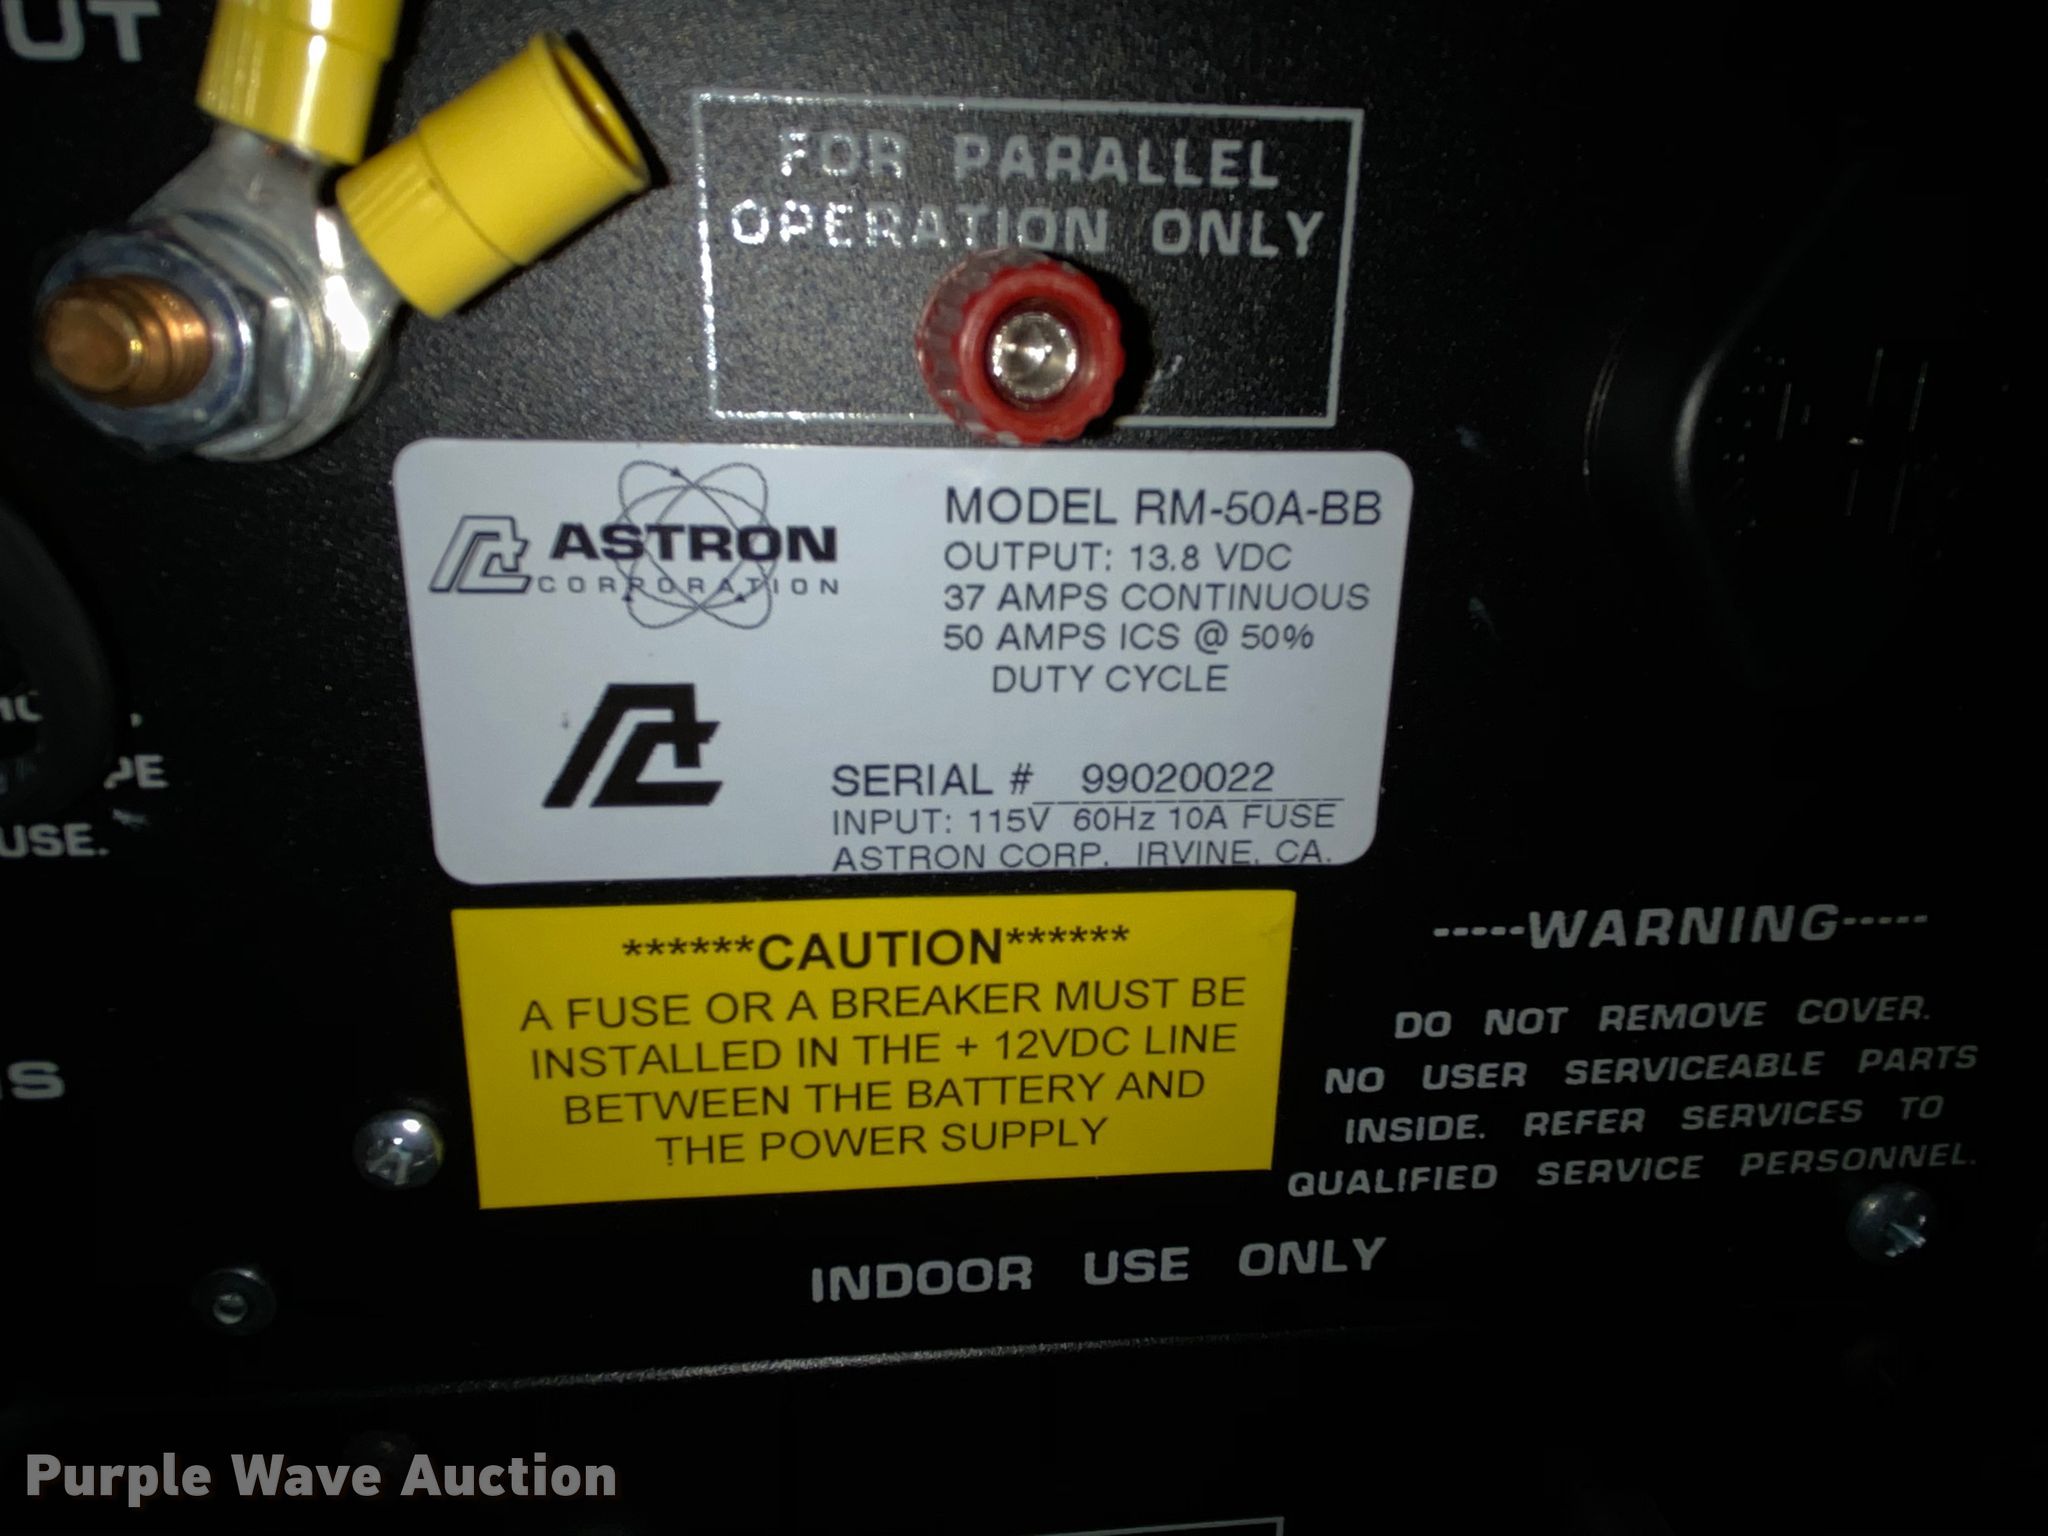 UT
FOR PARALLEL
OPERATION ONLY
ASTRON
CORPORATION
MODEL RM-50A-BB
OUTPUT: 13.8 VDC
37 AMPS CONTINUOUS
50 AMPS ICS @ 50%
DUTY CYCLE
SERIAL # 99020022
INPUT: 115V 60Hz 10A FUSE
ASTRON CORP. IRVINE, CA.
PE
USE.
******CAUTION******
A FUSE OR A BREAKER MUST BE
INSTALLED IN THE + 12VDC LINE
BETWEEN THE BATTERY AND
THE POWER SUPPLY
-----WARNING-----
DO NOT REMOVE COVER.
NO USER SERVICEABLE PARTS
INSIDE. REFER SERVICES TO
QUALIFIED SERVICE PERSONNEL.
INDOOR USE ONLY
Purple Wave Auction